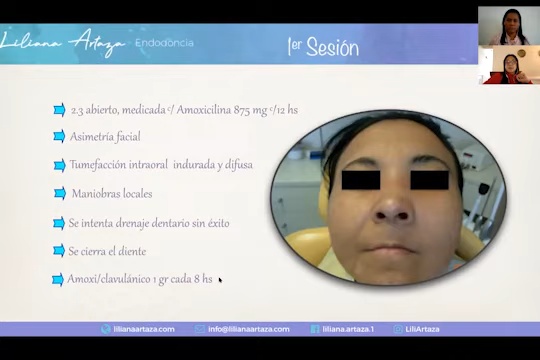 Liliana Artaza Endodoncia
1er Sesión
2.3 abierto, medicada c/ Amoxicilina 875 mg c/12 hs
Asimetría facial
Tumefacción intraoral indurada y difusa
Maniobras locales
Se intenta drenaje dentario sin éxito
Se cierra el diente
Amoxi/clavulánico 1 gr cada 8 hs
lilianaartaza.com info@lilianaartaza.com liliana.artaza.1 LiliArtaza